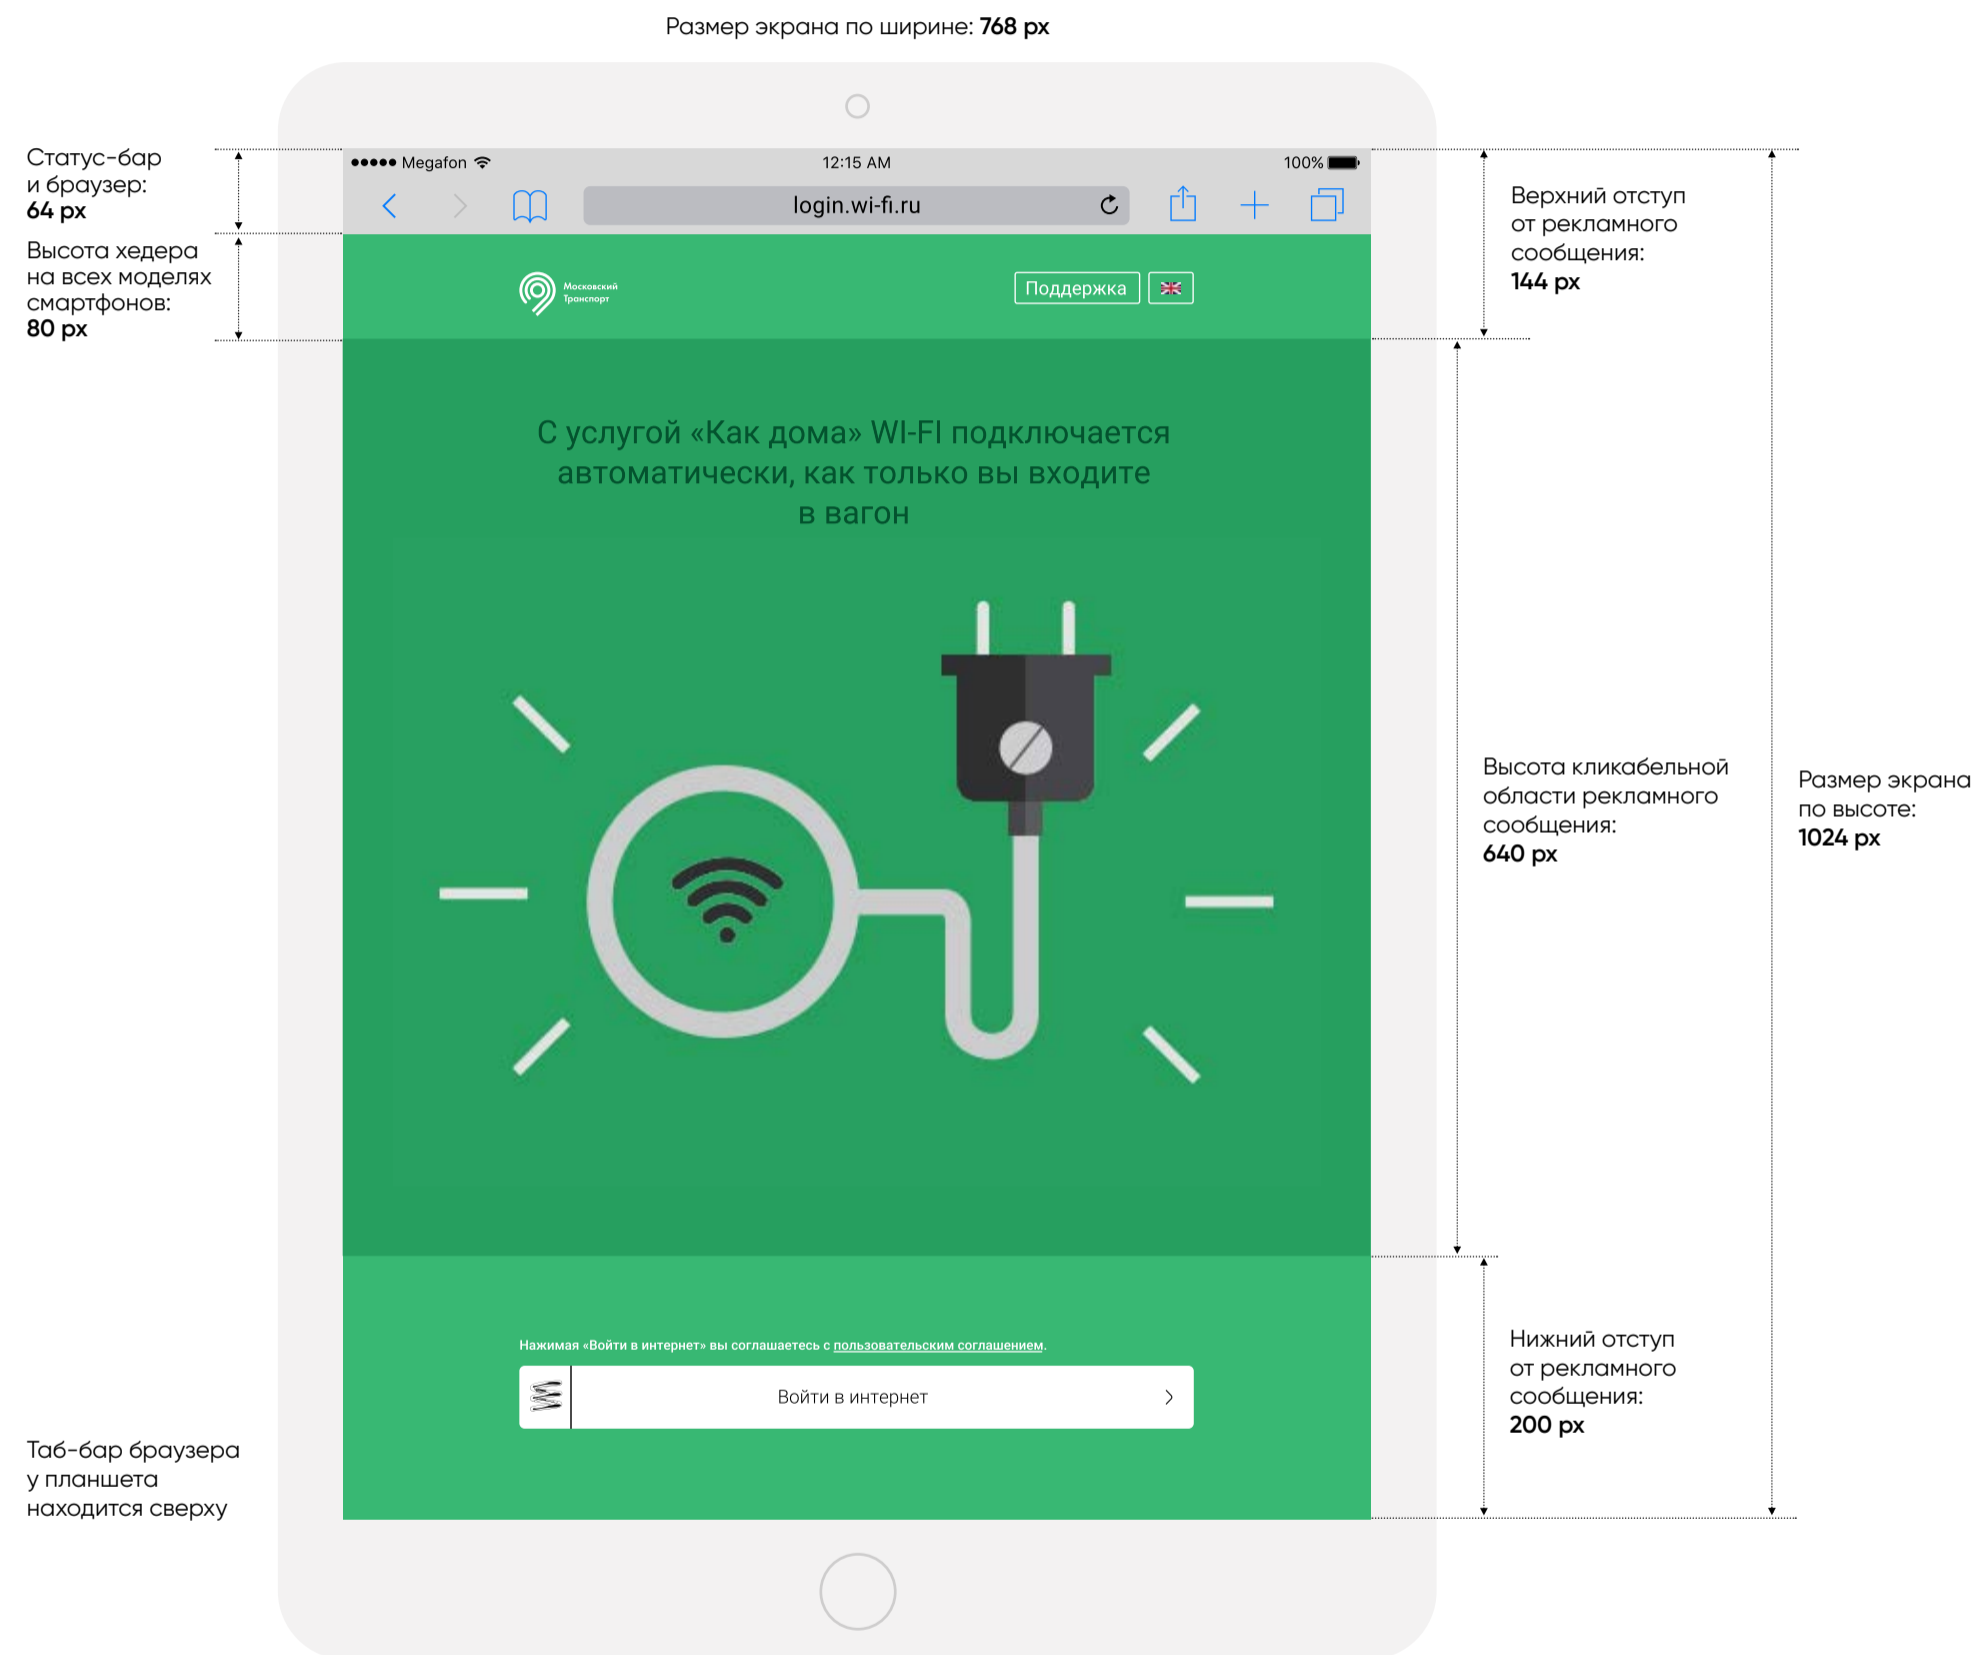 Размер экрана по ширине: 768 px
Статус-бар
и браузер:
64 px
Высота хедера
на всех моделях
смартфонов:
80 px
Megafon
12:15 AM
100%
login.wi-fi.ru
Московский
Транспорт
Поддержка
С услугой «Как дома» WI-FI подключается
автоматически, как только вы входите
в вагон
Верхний отступ
от рекламного
сообщения:
144 px
Высота кликабельной
области рекламного
сообщения:
640 px
Размер экрана
по высоте:
1024 px
Нажимая «Войти в интернет» вы соглашаетесь с пользовательским соглашением.
Войти в интернет
Нижний отступ
от рекламного
сообщения:
200 px
Таб-бар браузера
у планшета
находится сверху